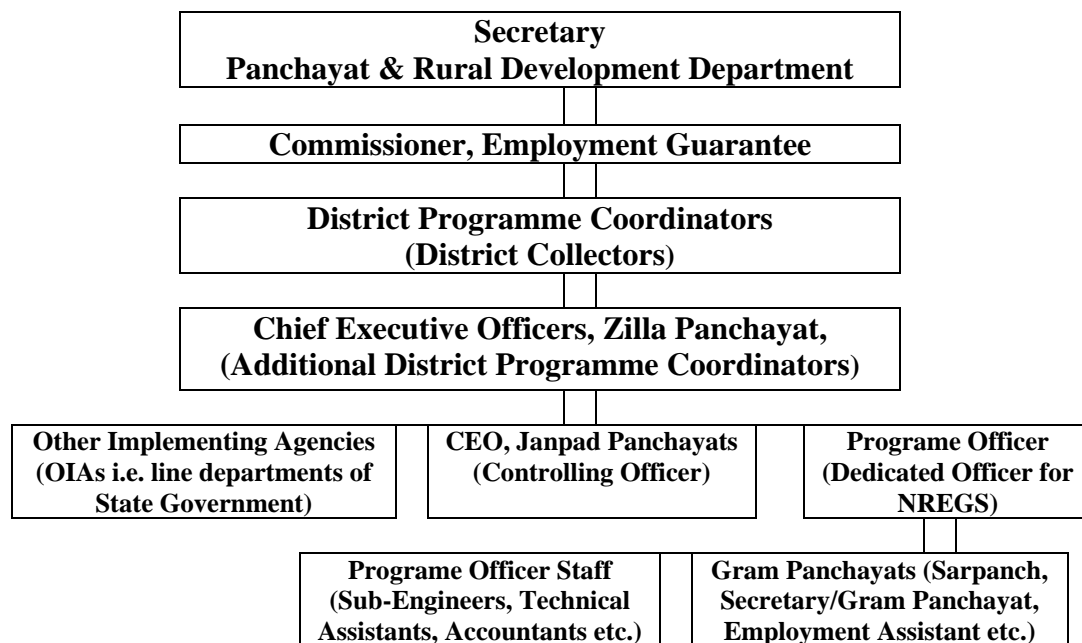 Secretary
Panchayat & Rural Development Department
Commissioner, Employment Guarantee
District Programme Coordinators
(District Collectors)
Chief Executive Officers, Zilla Panchayat,
(Additional District Programme Coordinators)
Other Implementing Agencies
(OIAs i.e. line departments of
State Government)
CEO, Janpad Panchayats
(Controlling Officer)
Programe Officer
(Dedicated Officer for
NREGS)
Programe Officer Staff
(Sub-Engineers, Technical
Assistants, Accountants etc.)
Gram Panchayats (Sarpanch,
Secretary/Gram Panchayat,
Employment Assistant etc.)